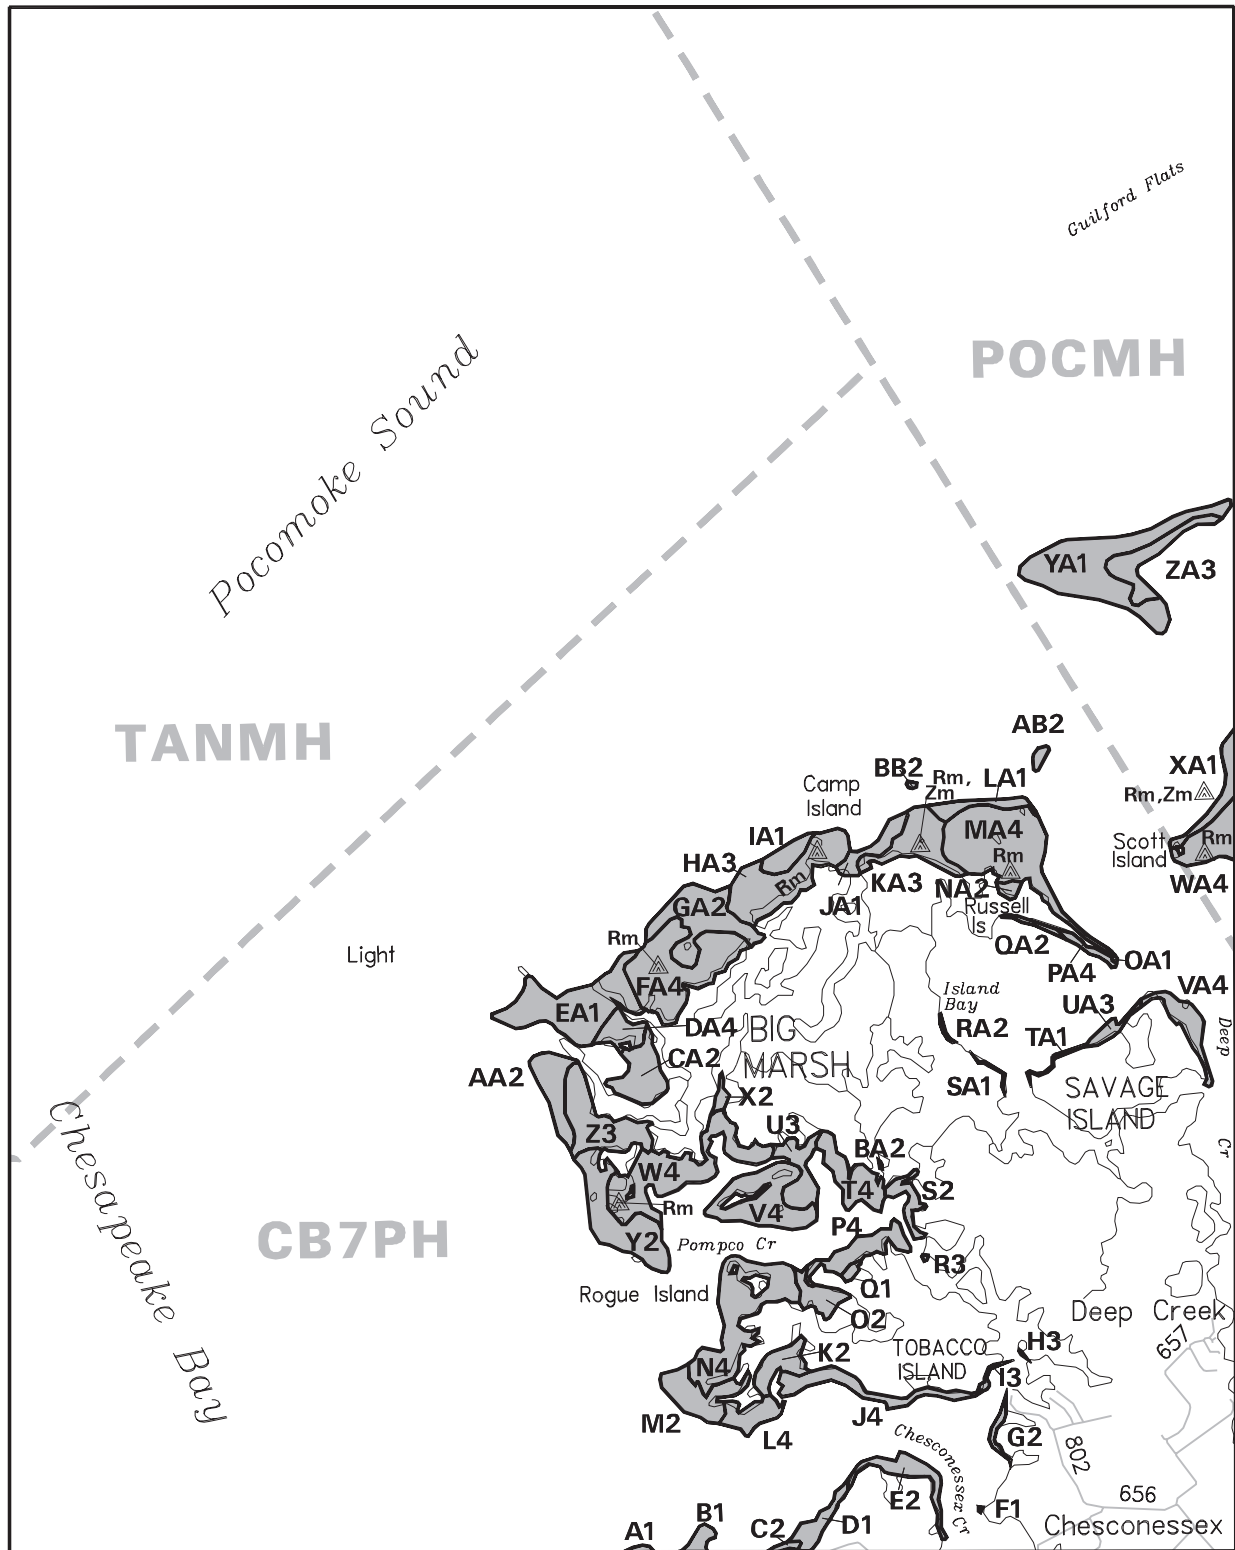 Guilford Flats
POCMH
Pocomoke Sound
YA1
ZA3
TANMH
AB2
BB2
Rm,
Zm
LA1
XA1
Rm,Zm
Camp
Island
IA1
MA4
Rm
Scott
Island
Rm
HA3
Rm
KA3
NA2
WA4
GA2
JA1
Russell
Is
Rm
QA2
OA1
PA4
Light
FA4
Island
Bay
VA4
UA3
EA1
DA4
BIG
MARSH
RA2
TA1
Deep
CA2
AA2
SA1
SAVAGE
ISLAND
X2
Chesapeake Bay
U3
Z3
BA2
Cr
W4
T4
S2
Rm
V4
P4
CB7PH
Y2
Pompco Cr
R3
Rogue Island
Q1
O2
Deep Creek
657
K2
TOBACCO
ISLAND
H3
N4
I3
M2
J4
L4
Chesconessex Cr
G2
802
E2
656
F1
B1
A1
C2
D1
Chesconessex